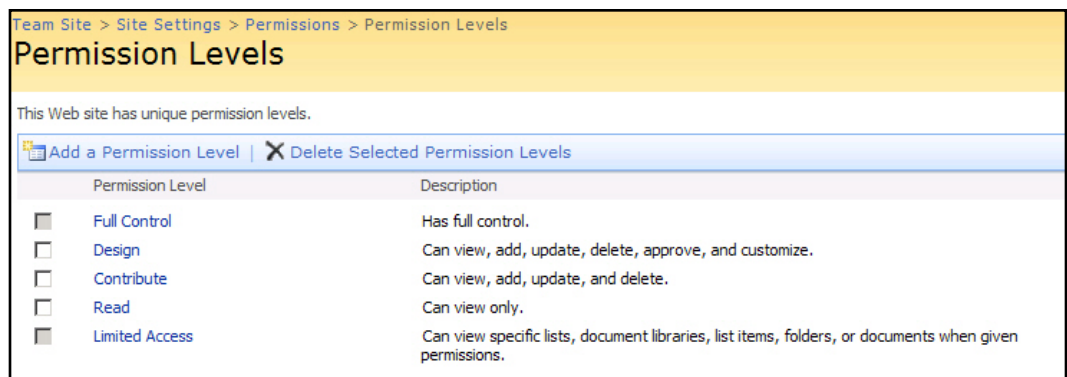 Team Site > Site Settings > Permissions > Permission Levels
Permission Levels
This Web site has unique permission levels.
Add a Permission Level | Delete Selected Permission Levels
Permission Level Description
Full Control Has full control.
Design Can view, add, update, delete, approve, and customize.
Contribute Can view, add, update, and delete.
Read Can view only.
Limited Access Can view specific lists, document libraries, list items, folders, or documents when given
permissions.